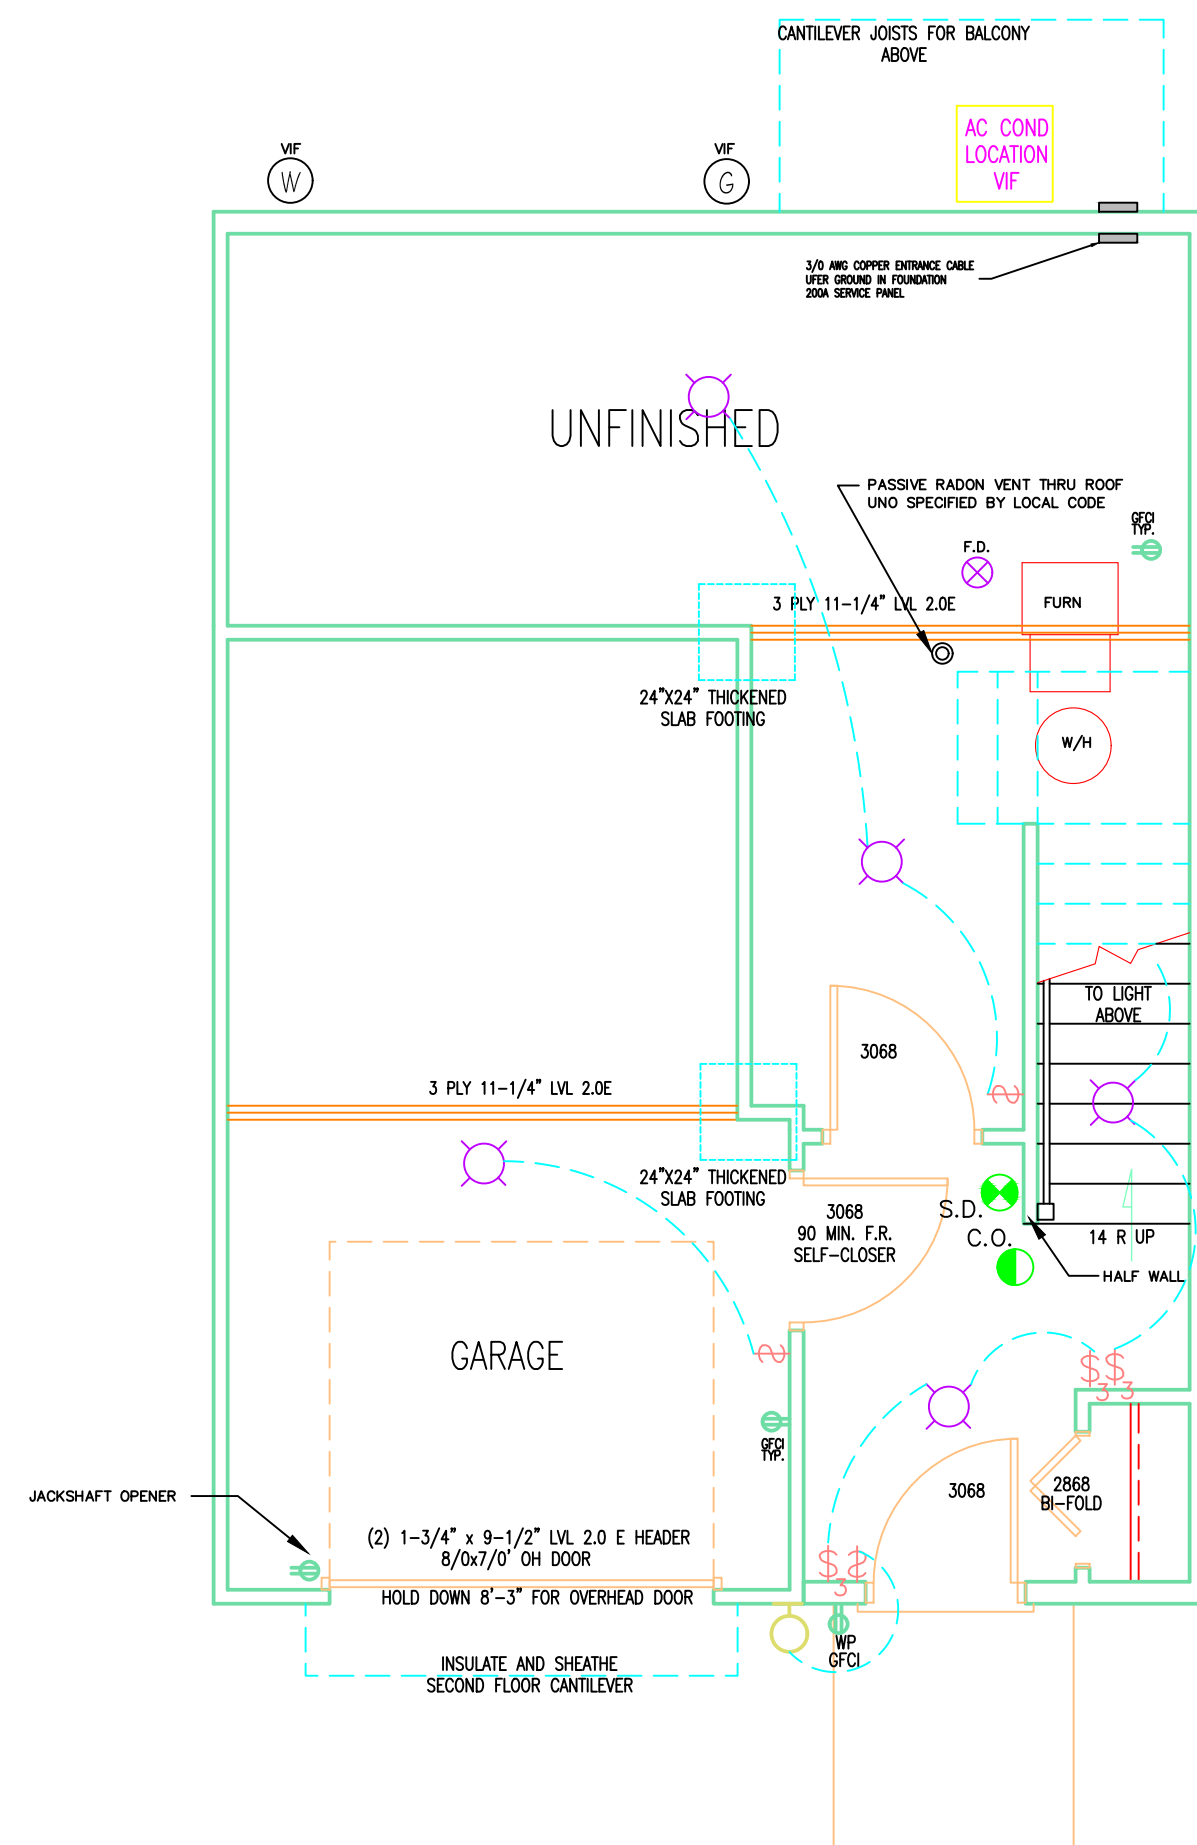 CANTILEVER JOISTS FOR BALCONY
ABOVE
AC COND
LOCATION
VIF
VIF
W
VIF
G
3/0 AWG COPPER ENTRANCE CABLE
UFER GROUND IN FOUNDATION
200A SERVICE PANEL
UNFINISHED
PASSIVE RADON VENT THRU ROOF
UNO SPECIFIED BY LOCAL CODE
GFCI
TYP.
F.D.
3 PLY 11-1/4" LVL 2.0E
FURN
24"X24" THICKENED
SLAB FOOTING
W/H
TO LIGHT
ABOVE
3068
3 PLY 11-1/4" LVL 2.0E
24"X24" THICKENED
SLAB FOOTING
3068
90 MIN. F.R.
SELF-CLOSER
S.D.
C.O.
14 R UP
HALF WALL
GARAGE
$
$
$3
$3
GFCI
TYP.
JACKSHAFT OPENER
3068
2868
BI-FOLD
(2) 1-3/4" x 9-1/2" LVL 2.0 E HEADER
8/0x7/0' OH DOOR
HOLD DOWN 8'-3" FOR OVERHEAD DOOR
$3
$
WP
GFCI
INSULATE AND SHEATHE
SECOND FLOOR CANTILEVER